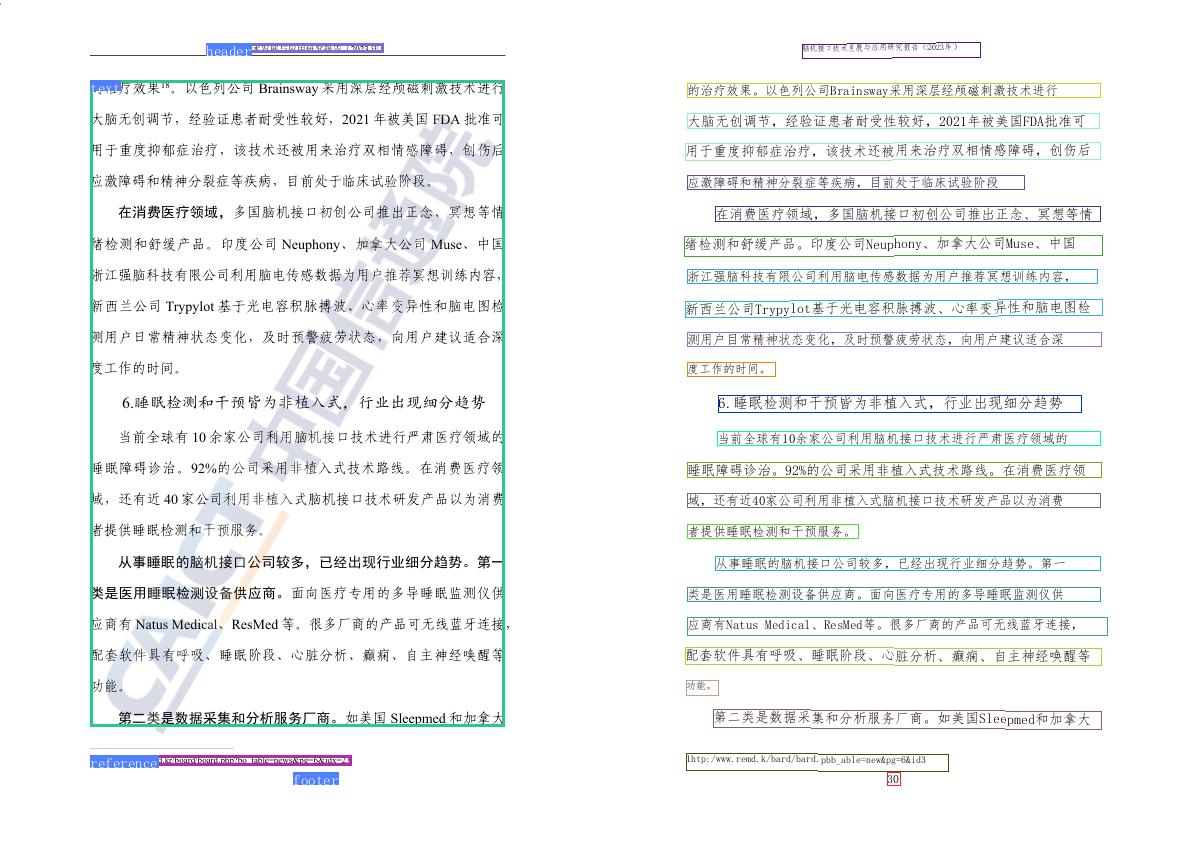 header
text
治疗效果¹⁸。以色列公司 Brainsway 采用深层经颅磁刺激技术进行
大脑无创调节，经验证患者耐受性较好，2021 年被美国 FDA 批准可
用于重度抑郁症治疗，该技术还被用来治疗双相情感障碍，创伤后
应激障碍和精神分裂症等疾病，目前处于临床试验阶段。
在消费医疗领域，多国脑机接口初创公司推出正念、冥想等情
绪检测和舒缓产品。印度公司 Neuphony、加拿大公司 Muse、中国
浙江强脑科技有限公司利用脑电传感数据为用户推荐冥想训练内容，
新西兰公司 Trypylot 基于光电容积脉搏波、心率变异性和脑电图检
测用户日常精神状态变化，及时预警疲劳状态，向用户建议适合深
度工作的时间。
6.睡眠检测和干预皆为非植入式，行业出现细分趋势
当前全球有 10 余家公司利用脑机接口技术进行严肃医疗领域的
睡眠障碍诊治。92%的公司采用非植入式技术路线。在消费医疗领
域，还有近 40 家公司利用非植入式脑机接口技术研发产品以为消费
者提供睡眠检测和干预服务。
从事睡眠的脑机接口公司较多，已经出现行业细分趋势。第一
类是医用睡眠检测设备供应商。面向医疗专用的多导睡眠监测仪供
应商有 Natus Medical、ResMed 等。很多厂商的产品可无线蓝牙连接，
配套软件具有呼吸、睡眠阶段、心脏分析、癫痫、自主神经唤醒等
功能。
第二类是数据采集和分析服务厂商。如美国 Sleepmed 和加拿大
CAICT 中国信通院
reference
footer
脑机接口技术发展与应用研究报告（2023年）
的治疗效果。以色列公司Brainsway采用深层经颅磁刺激技术进行
大脑无创调节，经验证患者耐受性较好，2021年被美国FDA批准可
用于重度抑郁症治疗，该技术还被用来治疗双相情感障碍，创伤后
应激障碍和精神分裂症等疾病，目前处于临床试验阶段
在消费医疗领域，多国脑机接口初创公司推出正念、冥想等情
绪检测和舒缓产品。印度公司Neuphony、加拿大公司Muse、中国
浙江强脑科技有限公司利用脑电传感数据为用户推荐冥想训练内容，
新西兰公司Trypylot基于光电容积脉搏波、心率变异性和脑电图检
测用户日常精神状态变化，及时预警疲劳状态，向用户建议适合深
度工作的时间。
6.睡眠检测和干预皆为非植入式，行业出现细分趋势
当前全球有10余家公司利用脑机接口技术进行严肃医疗领域的
睡眠障碍诊治。92%的公司采用非植入式技术路线。在消费医疗领
域，还有近40家公司利用非植入式脑机接口技术研发产品以为消费
者提供睡眠检测和干预服务。
从事睡眠的脑机接口公司较多，已经出现行业细分趋势。第一
类是医用睡眠检测设备供应商。面向医疗专用的多导睡眠监测仪供
应商有Natus Medical、ResMed等。很多厂商的产品可无线蓝牙连接，
配套软件具有呼吸、睡眠阶段、心脏分析、癫痫、自主神经唤醒等
功能。
第二类是数据采集和分析服务厂商。如美国Sleepmed和加拿大
1http:/www.remd.k/bard/bard.pbb_able=new&pg=6&id3
30